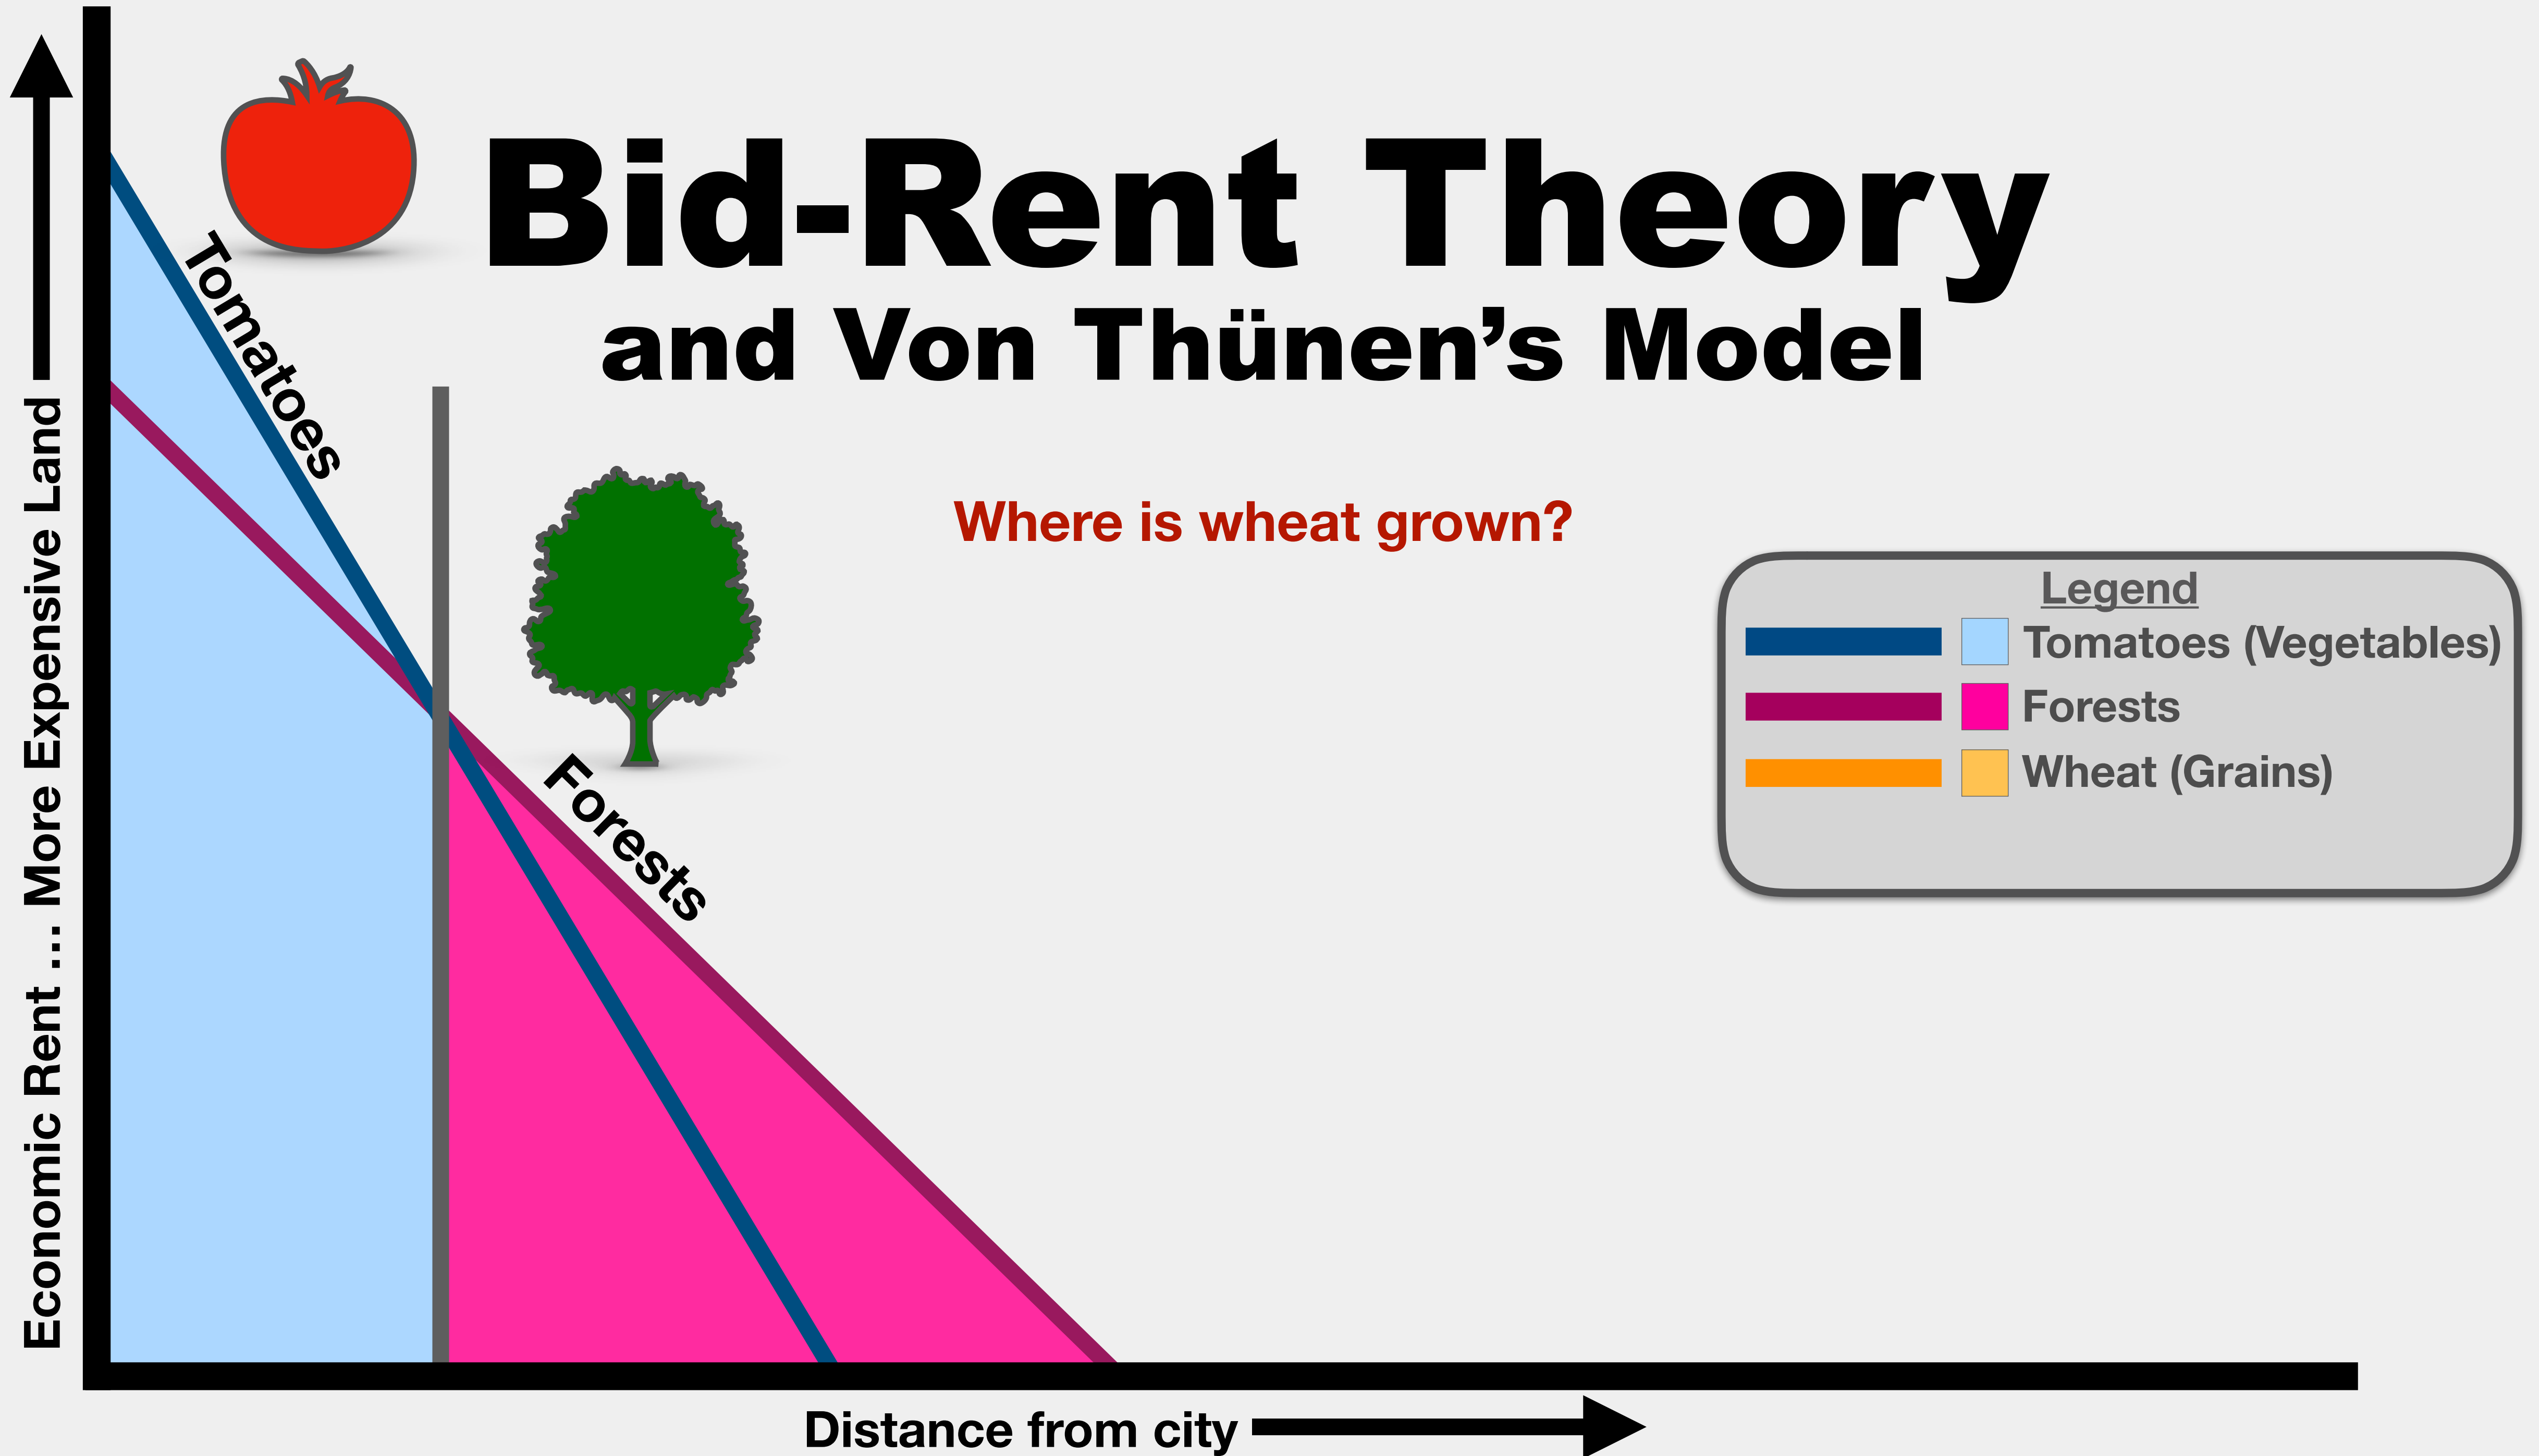 Bid-Rent Theory
and Von Thünen’s Model
Tomatoes
Forests
Where is wheat grown?
Legend
Tomatoes (Vegetables)
Forests
Wheat (Grains)
Economic Rent ... More Expensive Land
Distance from city